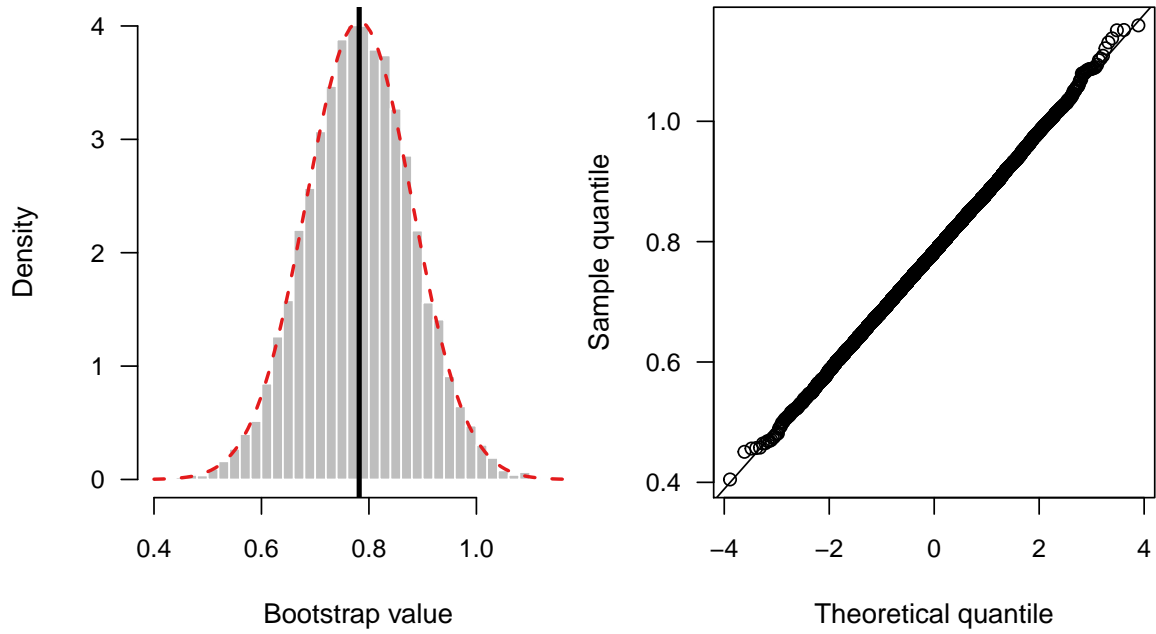 4
3
2
1
0
Density
0.4 0.6 0.8 1.0
Bootstrap value
1.0
0.8
0.6
0.4
Sample quantile
−4 −2 0 2 4
Theoretical quantile